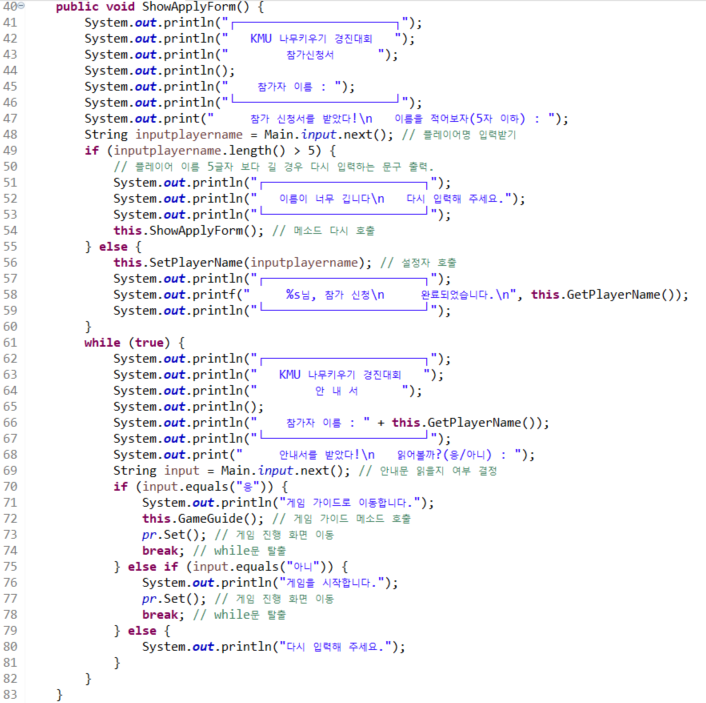 40 public void ShowApplyForm() {
41 System.out.println("┌──────────────────────┐");
42 System.out.println("   KMU 나무키우기 경진대회   ");
43 System.out.println("        참가신청서      ");
44 System.out.println();
45 System.out.println("    참가자 이름 : ");
46 System.out.println("└──────────────────────┘");
47 System.out.print("     참가 신청서를 받았다!\n   이름을 적어보자(5자 이하) : ");
48 String inputplayername = Main.input.next(); // 플레이어명 입력받기
49 if (inputplayername.length() > 5) {
50 // 플레이어 이름 5글자 보다 길 경우 다시 입력하는 문구 출력.
51 System.out.println("┌──────────────────────┐");
52 System.out.println("   이름이 너무 깁니다\n   다시 입력해 주세요.");
53 System.out.println("└──────────────────────┘");
54 this.ShowApplyForm(); // 메소드 다시 호출
55 } else {
56 this.SetPlayerName(inputplayername); // 설정자 호출
57 System.out.println("┌──────────────────────┐");
58 System.out.printf("     %s님, 참가 신청\n     완료되었습니다.\n", this.GetPlayerName());
59 System.out.println("└──────────────────────┘");
60 }
61 while (true) {
62 System.out.println("┌──────────────────────┐");
63 System.out.println("   KMU 나무키우기 경진대회   ");
64 System.out.println("        안 내 서      ");
65 System.out.println();
66 System.out.println("    참가자 이름 : " + this.GetPlayerName());
67 System.out.println("└──────────────────────┘");
68 System.out.print("     안내서를 받았다!\n   읽어볼까?(응/아니) : ");
69 String input = Main.input.next(); // 안내문 읽을지 여부 결정
70 if (input.equals("응")) {
71 System.out.println("게임 가이드로 이동합니다.");
72 this.GameGuide(); // 게임 가이드 메소드 호출
73 pr.Set(); // 게임 진행 화면 이동
74 break; // while문 탈출
75 } else if (input.equals("아니")) {
76 System.out.println("게임을 시작합니다.");
77 pr.Set(); // 게임 진행 화면 이동
78 break; // while문 탈출
79 } else {
80 System.out.println("다시 입력해 주세요.");
81 }
82 }
83 }